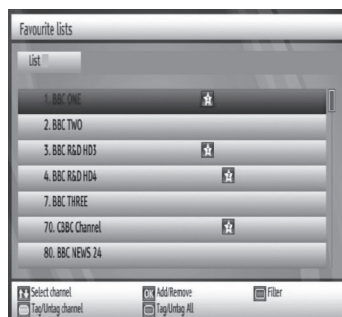 Favourite lists
List
1. BBC ONE
2. BBC TWO
3. BBC R&D HD3
4. BBC R&D HD4
7. BBC THREE
70. CBBC Channel
80. BBC NEWS 24
Select channel OK Add/Remove Filter
Tag/Untag channel Tag/Untag All